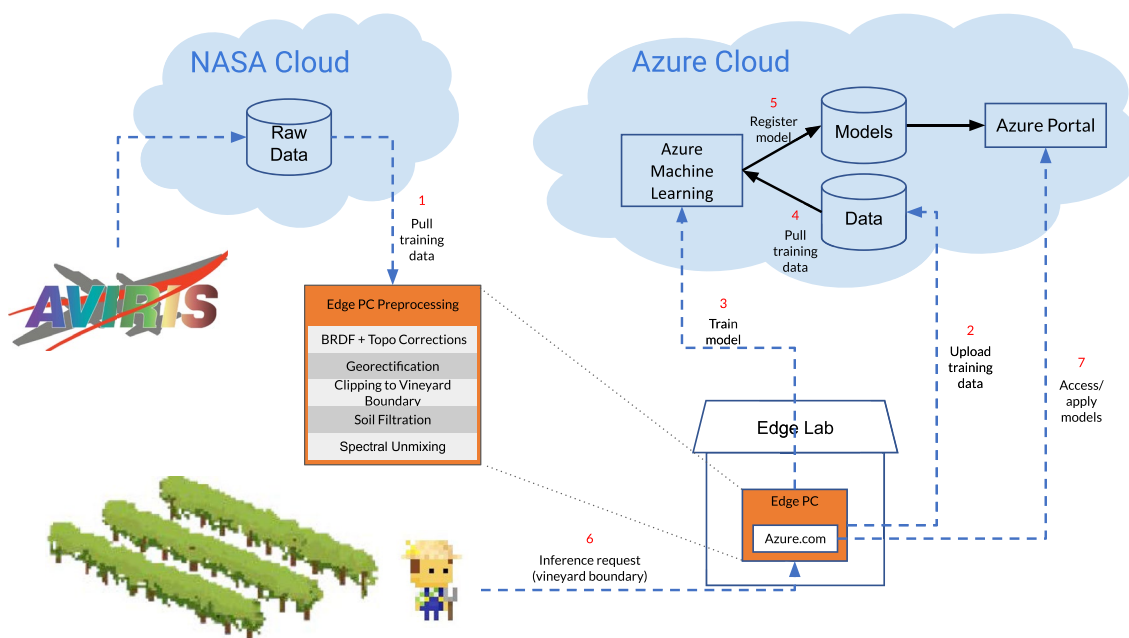 NASA Cloud
Raw
Data
1
Pull
training
data
AVIRIS
Edge PC Preprocessing
BRDF + Topo Corrections
Georectification
Clipping to Vineyard
Boundary
Soil Filtration
Spectral Unmixing
Azure Cloud
5
Register
model
Models
Azure Portal
Azure
Machine
Learning
4
Pull
training
data
Data
3
Train
model
2
Upload
training
data
7
Access/
apply
models
Edge Lab
Edge PC
Azure.com
6
Inference request
(vineyard boundary)